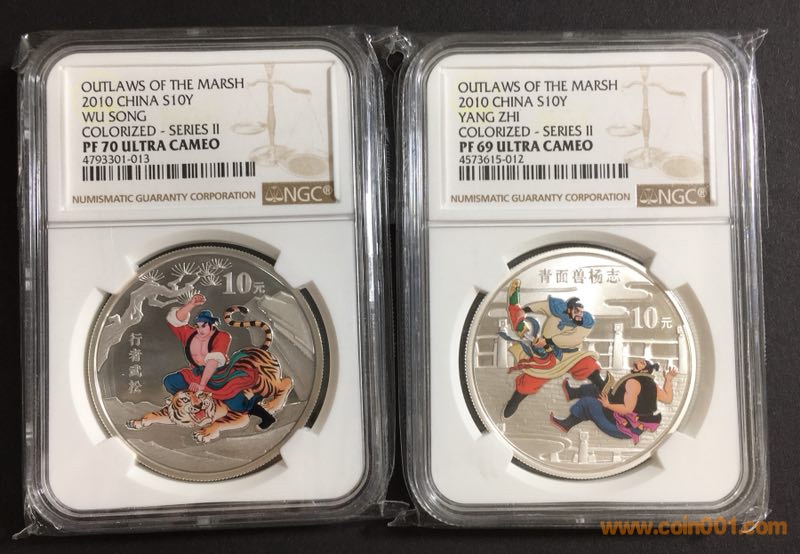 OUTLAWS OF THE MARSH
2010 CHINA S10Y
WU SONG
COLORIZED - SERIES II
PF 70 ULTRA CAMEO
4793301-013
NUMISMATIC GUARANTY CORPORATION
NGC®
10元
行者武松
OUTLAWS OF THE MARSH
2010 CHINA S10Y
YANG ZHI
COLORIZED - SERIES II
PF 69 ULTRA CAMEO
4573615-012
NUMISMATIC GUARANTY CORPORATION
NGC®
青面兽杨志
10元
www.coin001.com